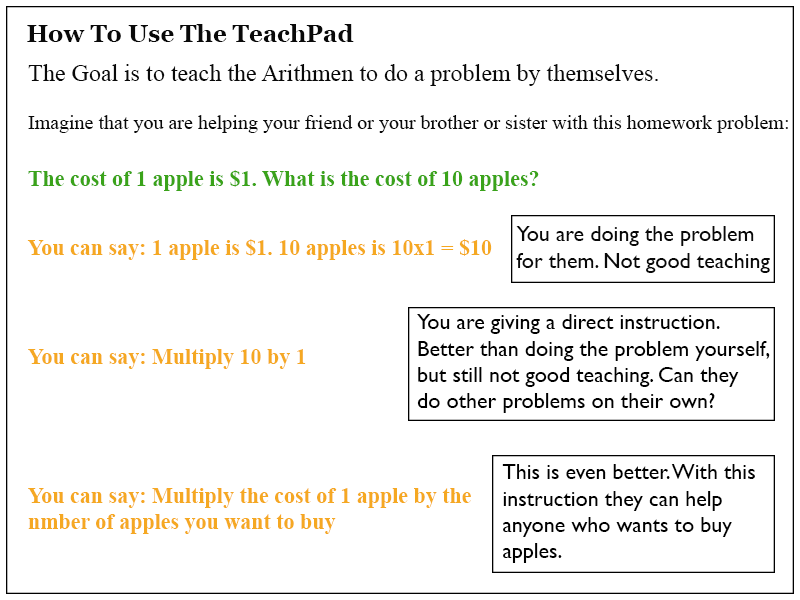 How To Use The TeachPad
The Goal is to teach the Arithmen to do a problem by themselves.
Imagine that you are helping your friend or your brother or sister with this homework problem:
The cost of 1 apple is $1. What is the cost of 10 apples?
You can say: 1 apple is $1. 10 apples is 10x1 = $10
You are doing the problem
for them. Not good teaching
You can say: Multiply 10 by 1
You are giving a direct instruction.
Better than doing the problem yourself,
but still not good teaching. Can they
do other problems on their own?
You can say: Multiply the cost of 1 apple by the
nmber of apples you want to buy
This is even better. With this
instruction they can help
anyone who wants to buy
apples.